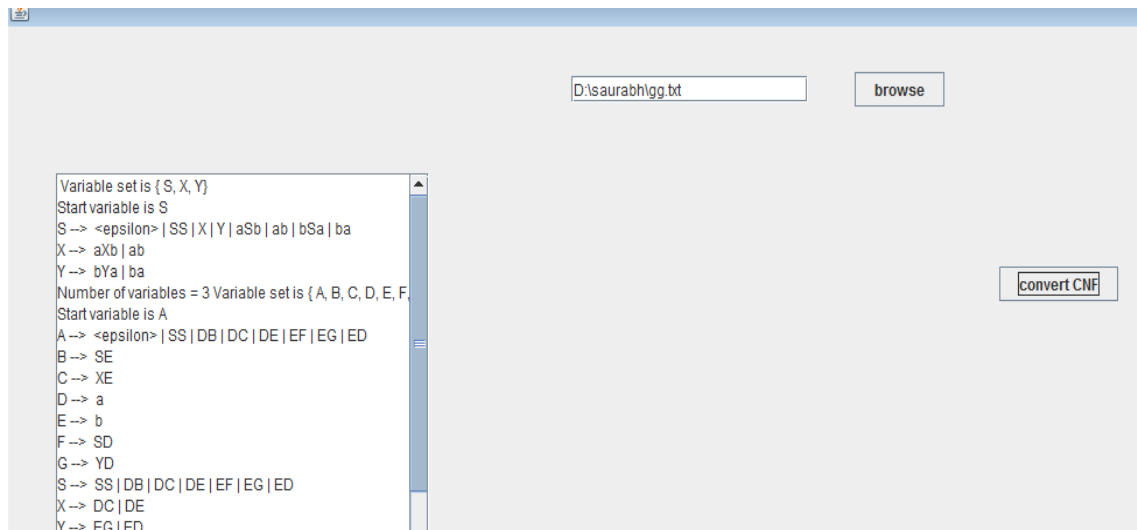 D:\saurabh\gg.txt
browse
Variable set is { S, X, Y}
Start variable is S
S --> <epsilon> | SS | X | Y | aSb | ab | bSa | ba
X --> aXb | ab
Y --> bYa | ba
Number of variables = 3 Variable set is { A, B, C, D, E, F,
Start variable is A
A --> <epsilon> | SS | DB | DC | DE | EF | EG | ED
B --> SE
C --> XE
D --> a
E --> b
F --> SD
G --> YD
S --> SS | DB | DC | DE | EF | EG | ED
X --> DC | DE
Y --> EG | ED
convert CNF